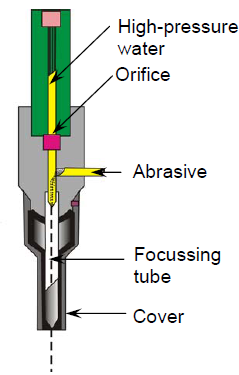 High-pressure
water
Orifice
Abrasive
Focussing
tube
Cover